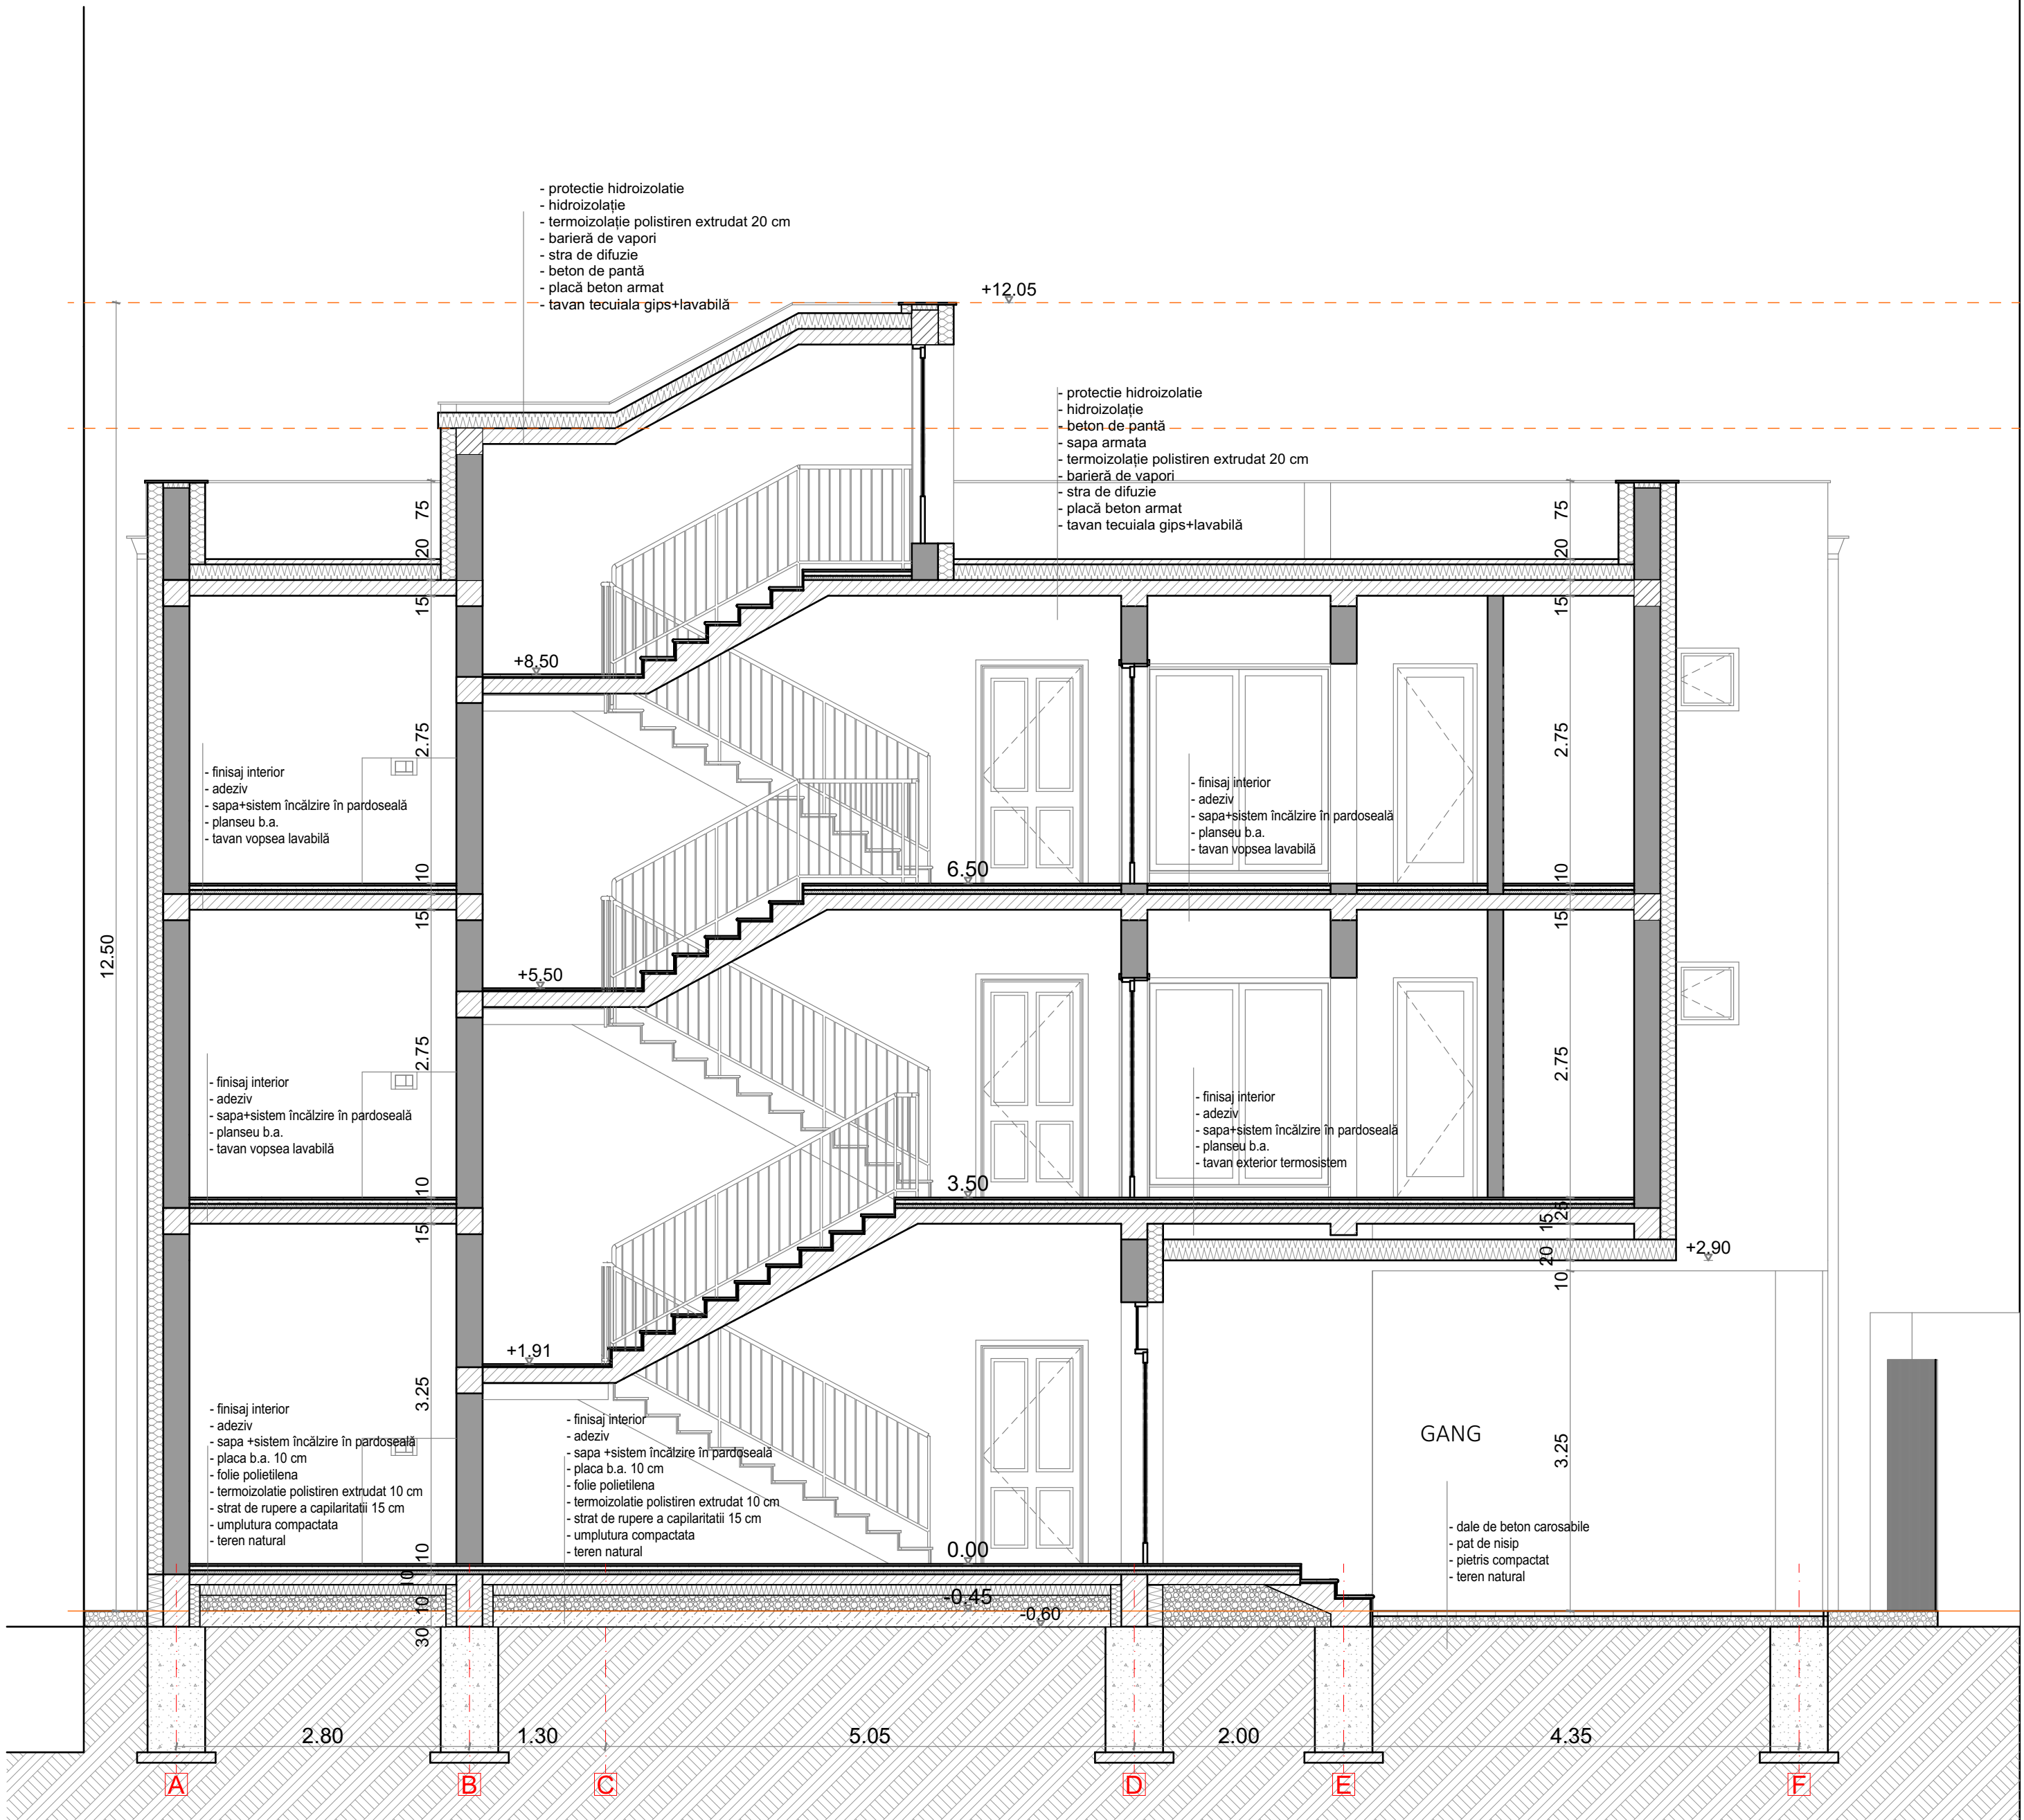 - protectie hidroizolatie
- hidroizolație
- termoizolație polistiren extrudat 20 cm
- barieră de vapori
- stra de difuzie
- beton de pantă
- placă beton armat
- tavan tecuiala gips+lavabilă
+12.05
- protectie hidroizolatie
- hidroizolație
- beton de pantă
- sapa armata
- termoizolație polistiren extrudat 20 cm
- barieră de vapori
- stra de difuzie
- placă beton armat
- tavan tecuiala gips+lavabilă
75
20
15
75
20
15
+8.50
2.75
2.75
- finisaj interior
- adeziv
- sapa+sistem încălzire în pardoseală
- planseu b.a.
- tavan vopsea lavabilă
- finisaj interior
- adeziv
- sapa+sistem încălzire în pardoseală
- planseu b.a.
- tavan vopsea lavabilă
10
6.50
10
15
15
12.50
+5.50
2.75
2.75
- finisaj interior
- adeziv
- sapa+sistem încălzire în pardoseală
- planseu b.a.
- tavan vopsea lavabilă
- finisaj interior
- adeziv
- sapa+sistem încălzire în pardoseală
- planseu b.a.
- tavan exterior termosistem
10
3.50
15
25
15
20
10
+2.90
+1.91
3.25
- finisaj interior
- adeziv
- sapa +sistem încălzire în pardoseală
- placa b.a. 10 cm
- folie polietilena
- termoizolatie polistiren extrudat 10 cm
- strat de rupere a capilaritatii 15 cm
- umplutura compactata
- teren natural
- finisaj interior
- adeziv
- sapa +sistem încălzire în pardoseală
- placa b.a. 10 cm
- folie polietilena
- termoizolatie polistiren extrudat 10 cm
- strat de rupere a capilaritatii 15 cm
- umplutura compactata
- teren natural
GANG
3.25
- dale de beton carosabile
- pat de nisip
- pietris compactat
- teren natural
10
0.00
10
10
-0.45
-0.60
30
2.80
1.30
5.05
2.00
4.35
A
B
C
D
E
F